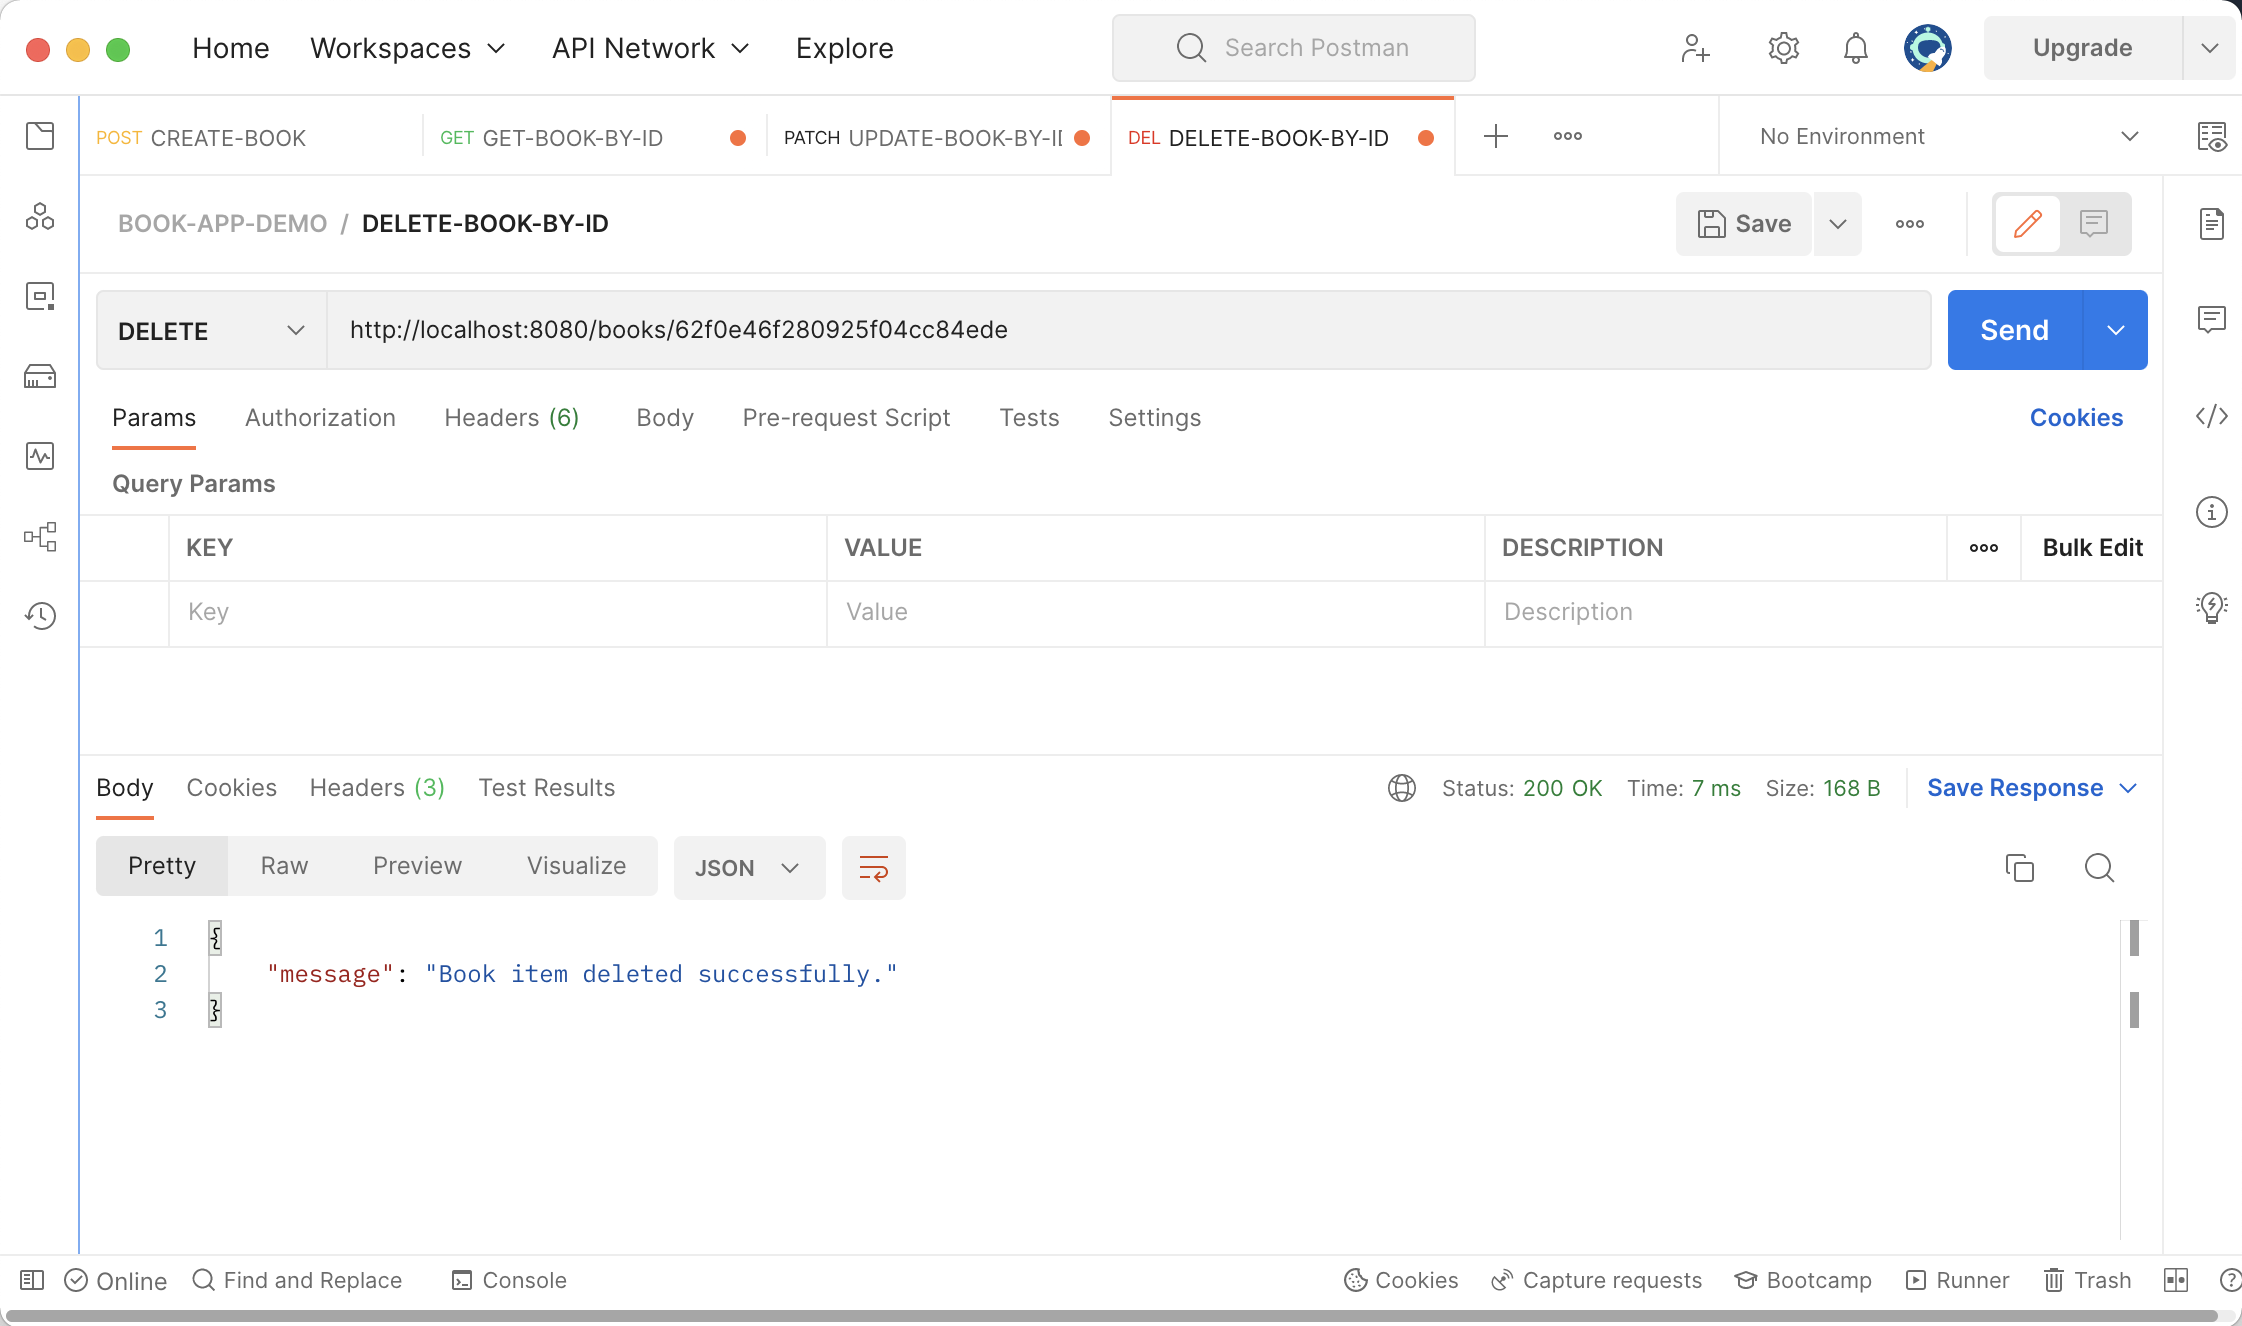 Home Workspaces API Network Explore Search Postman Upgrade
POST CREATE-BOOK GET GET-BOOK-BY-ID PATCH UPDATE-BOOK-BY-I DEL DELETE-BOOK-BY-ID No Environment
BOOK-APP-DEMO / DELETE-BOOK-BY-ID Save
DELETE http://localhost:8080/books/62f0e46f280925f04cc84ede Send
Params Authorization Headers (6) Body Pre-request Script Tests Settings Cookies
Query Params
KEY VALUE DESCRIPTION Bulk Edit
Key Value Description
Body Cookies Headers (3) Test Results Status: 200 OK Time: 7 ms Size: 168 B Save Response
Pretty Raw Preview Visualize JSON
1 {
2 "message": "Book item deleted successfully."
3 }
Online Find and Replace Console Cookies Capture requests Bootcamp Runner Trash